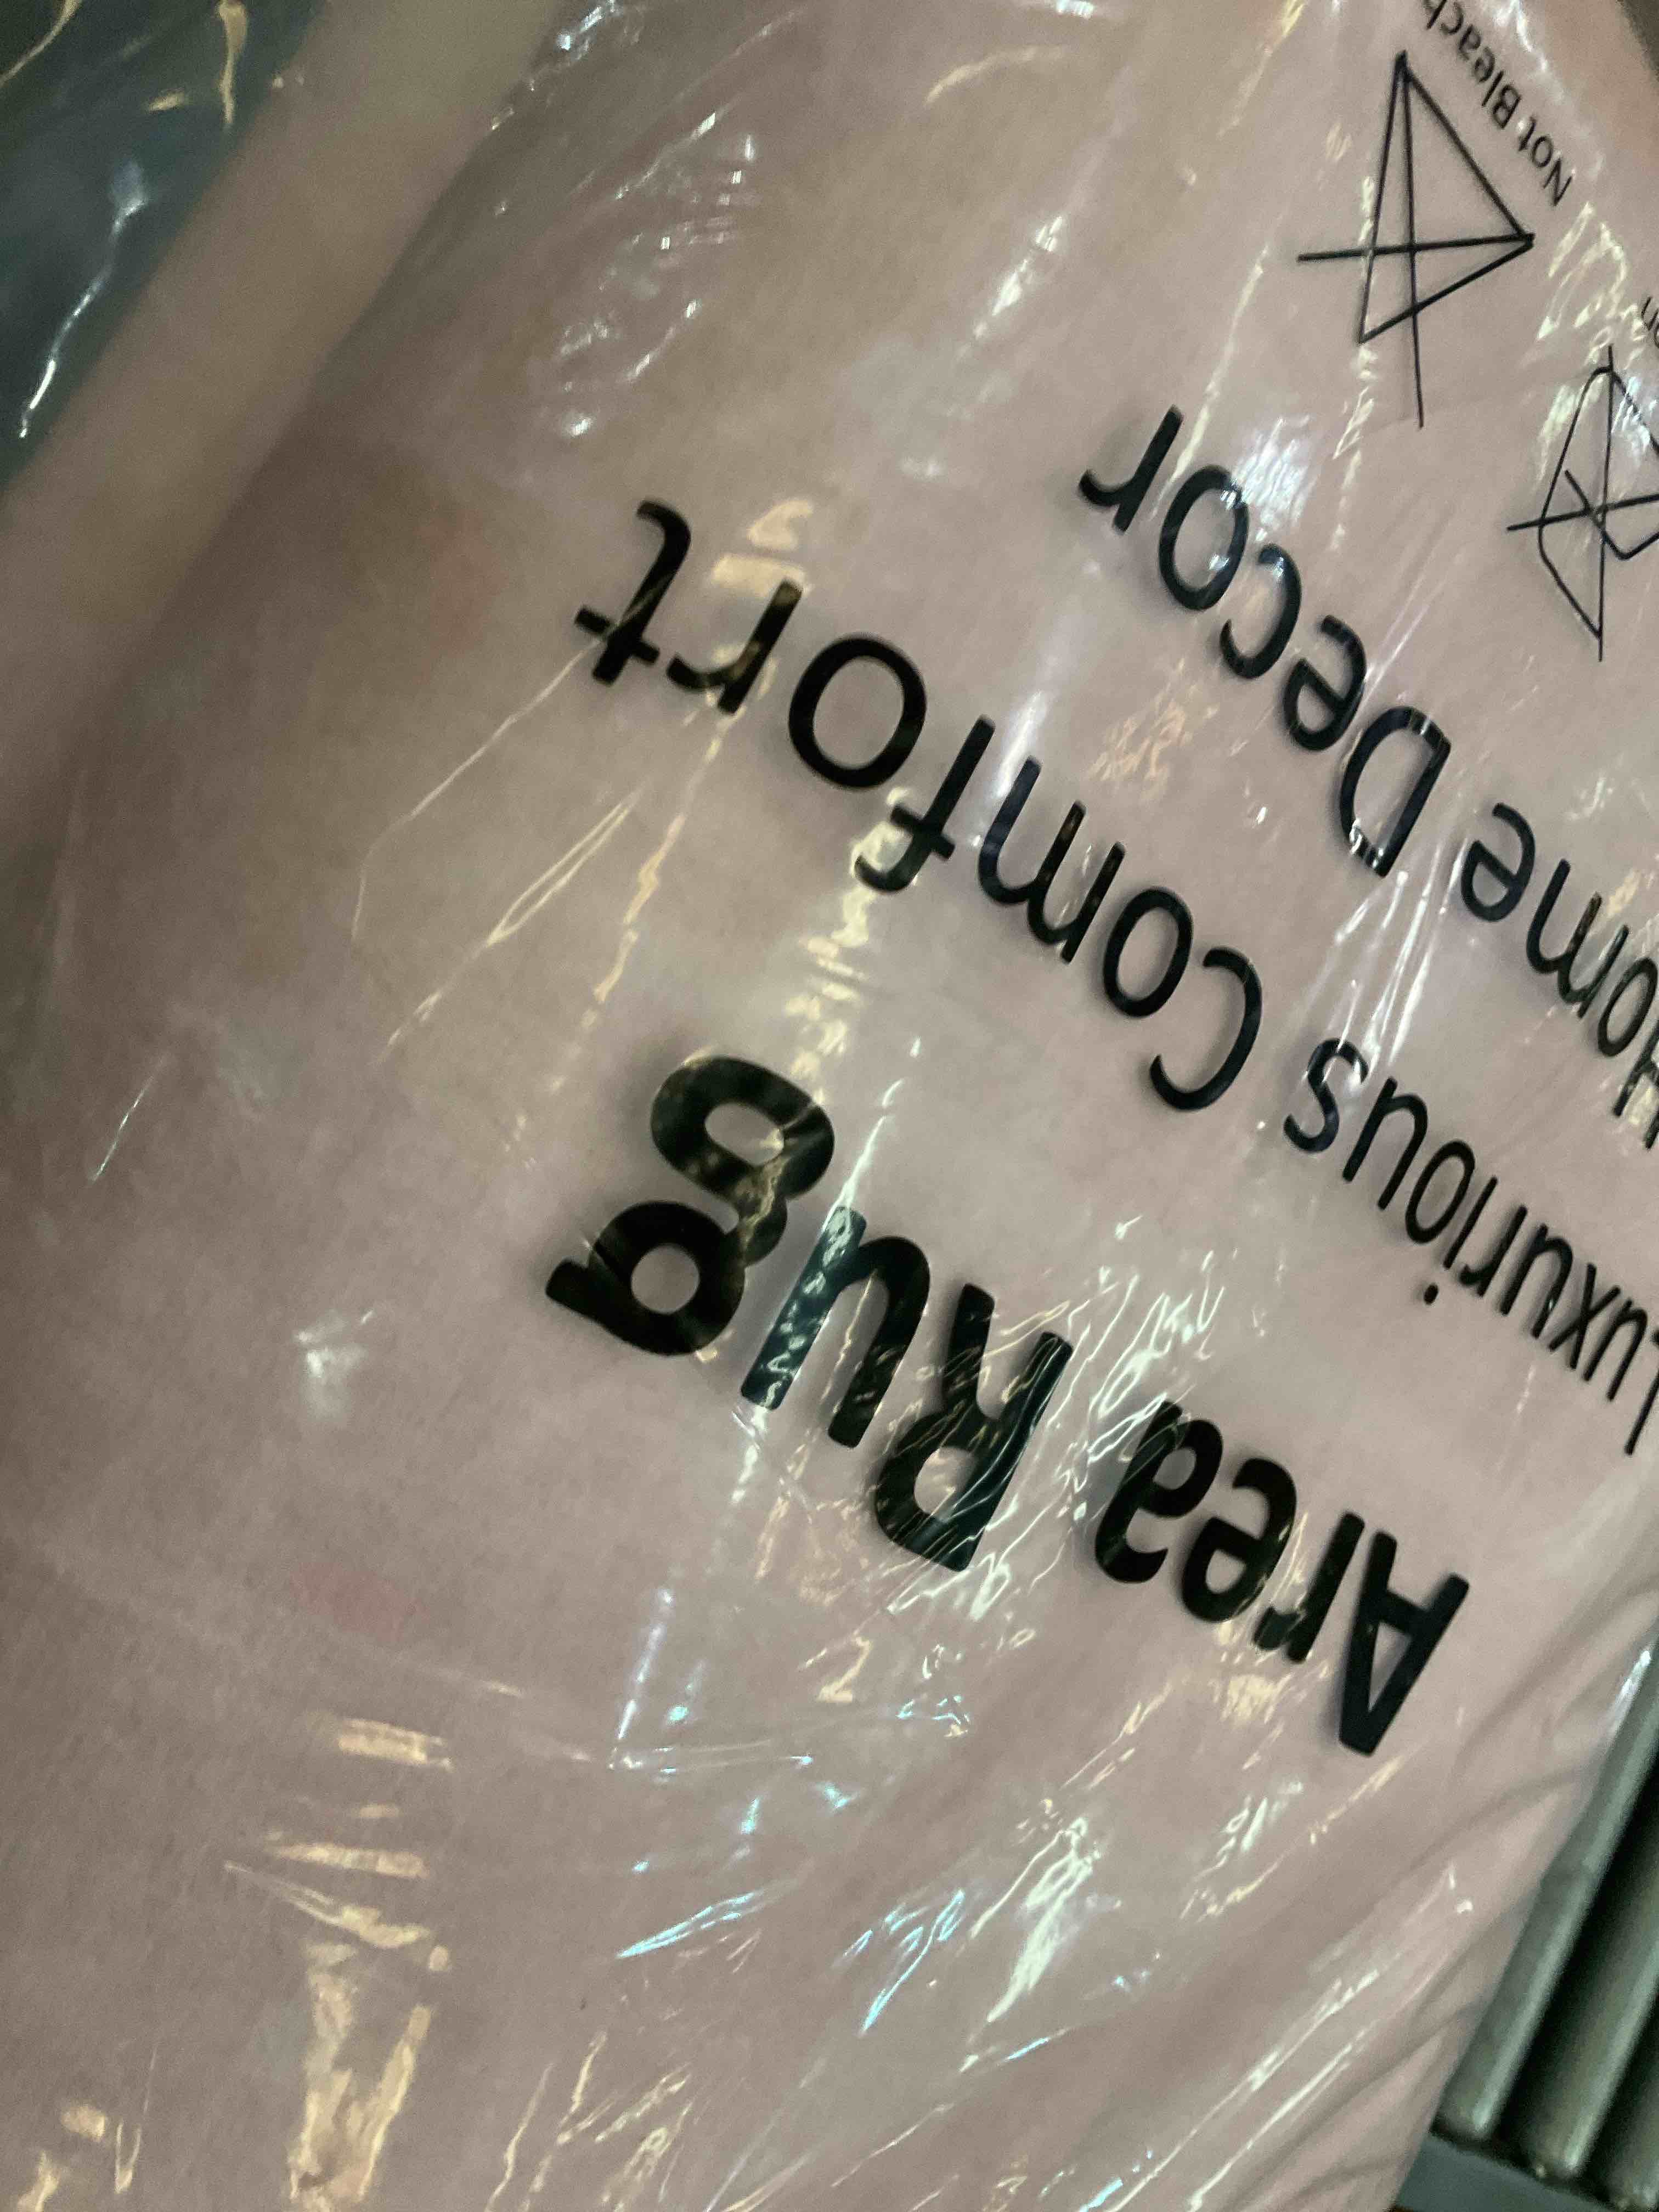 Area Rug
Luxurious Comfort
Home Decor
Not Bleach